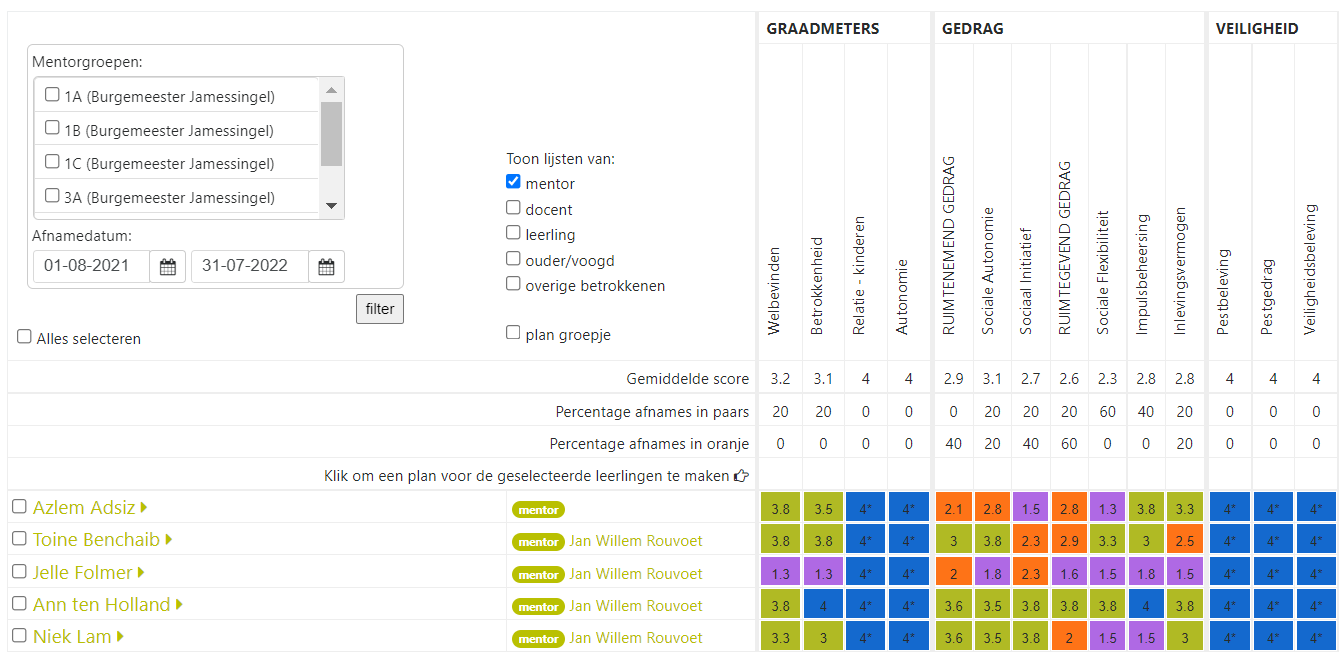 GRAADMETERS GEDRAG VEILIGHEID
Mentorgroepen:
1A (Burgemeester Jamessingel)
1B (Burgemeester Jamessingel)
1C (Burgemeester Jamessingel)
3A (Burgemeester Jamessingel)
Afnamedatum:
01-08-2021 31-07-2022
filter
Alles selecteren
Toon lijsten van:
mentor
docent
leerling
ouder/voogd
overige betrokkenen
plan groepje
Welbevinden
Betrokkenheid
Relatie - kinderen
Autonomie
RUIMTENEMEND GEDRAG
Sociale Autonomie
Sociaal Initiatief
RUIMTEGEVEND GEDRAG
Sociale Flexibiliteit
Impulsbeheersing
Inlevingsvermogen
Pestbeleving
Pestgedrag
Veiligheidsbeleving
Gemiddelde score 3.2 3.1 4 4 2.9 3.1 2.7 2.6 2.3 2.8 2.8 4 4 4
Percentage afnames in paars 20 20 0 0 0 20 20 20 60 40 20 0 0 0
Percentage afnames in oranje 0 0 0 0 40 20 40 60 0 0 20 0 0 0
Klik om een plan voor de geselecteerde leerlingen te maken
Azlem Adsiz mentor 3.8 3.5 4* 4* 2.1 2.8 1.5 2.8 1.3 3.8 3.3 4* 4* 4*
Toine Benchaib mentor Jan Willem Rouvoet 3.8 3.8 4* 4* 3 3.8 2.3 2.9 3.3 3 2.5 4* 4* 4*
Jelle Folmer mentor Jan Willem Rouvoet 1.3 1.3 4* 4* 2 1.8 2.3 1.6 1.5 1.8 1.5 4* 4* 4*
Ann ten Holland mentor Jan Willem Rouvoet 3.8 4 4* 4* 3.6 3.5 3.8 3.8 3.8 4 3.8 4* 4* 4*
Niek Lam mentor Jan Willem Rouvoet 3.3 3 4* 4* 3.6 3.5 3.8 2 1.5 1.5 3 4* 4* 4*